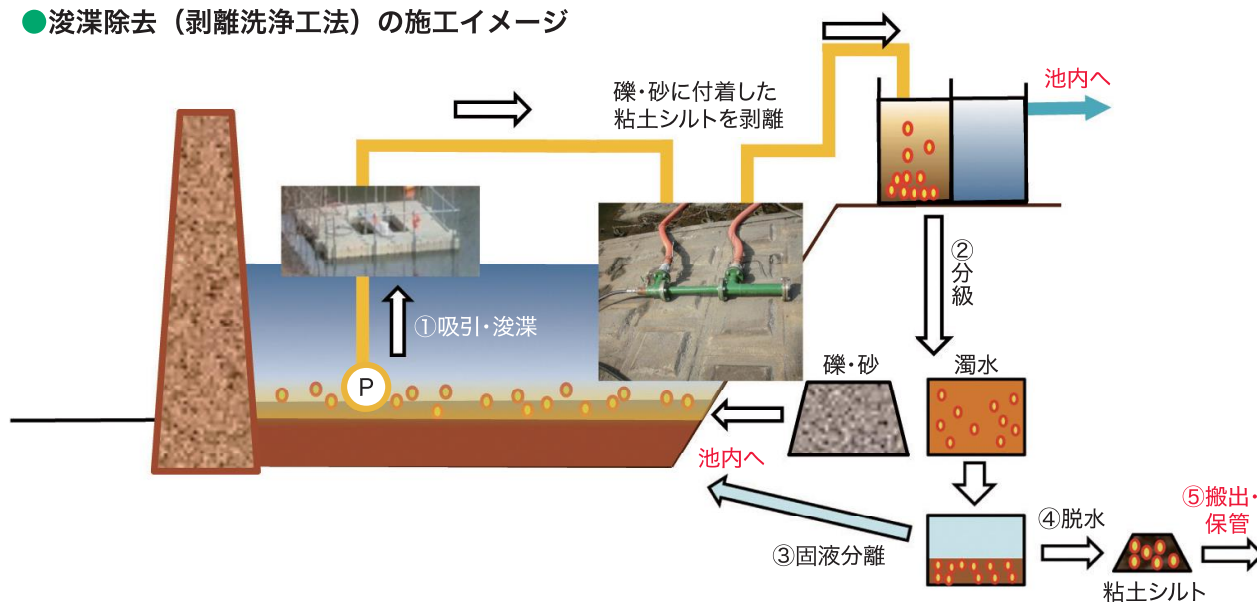 ●浚渫除去（剥離洗浄工法）の施工イメージ
礫・砂に付着した
粘土シルトを剥離
池内へ
①吸引・浚渫
P
②分級
礫・砂
濁水
池内へ
③固液分離
④脱水
粘土シルト
⑤搬出・
保管